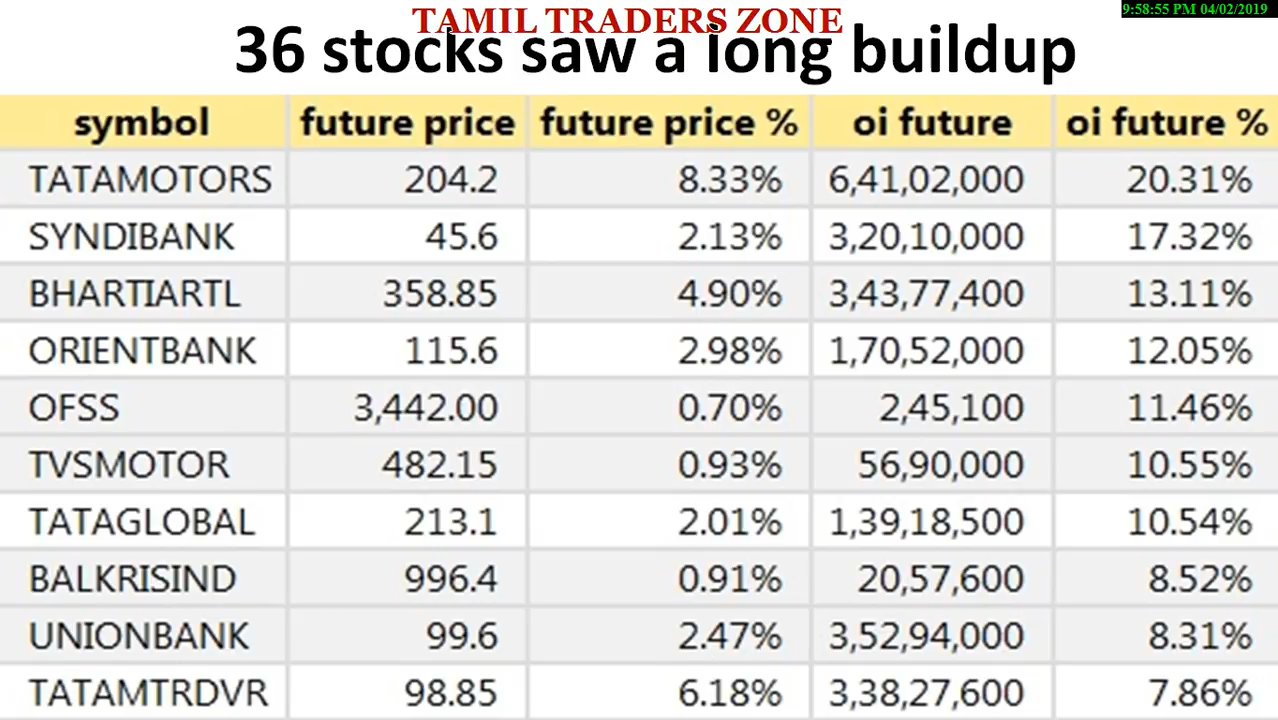 TAMIL TRADERS ZONE
9:58:55 PM 04/02/2019
36 stocks saw a long buildup
symbol future price future price % oi future oi future %
TATAMOTORS 204.2 8.33% 6,41,02,000 20.31%
SYNDIBANK 45.6 2.13% 3,20,10,000 17.32%
BHARTIARTL 358.85 4.90% 3,43,77,400 13.11%
ORIENTBANK 115.6 2.98% 1,70,52,000 12.05%
OFSS 3,442.00 0.70% 2,45,100 11.46%
TVSMOTOR 482.15 0.93% 56,90,000 10.55%
TATAGLOBAL 213.1 2.01% 1,39,18,500 10.54%
BALKRISIND 996.4 0.91% 20,57,600 8.52%
UNIONBANK 99.6 2.47% 3,52,94,000 8.31%
TATAMTRDVR 98.85 6.18% 3,38,27,600 7.86%